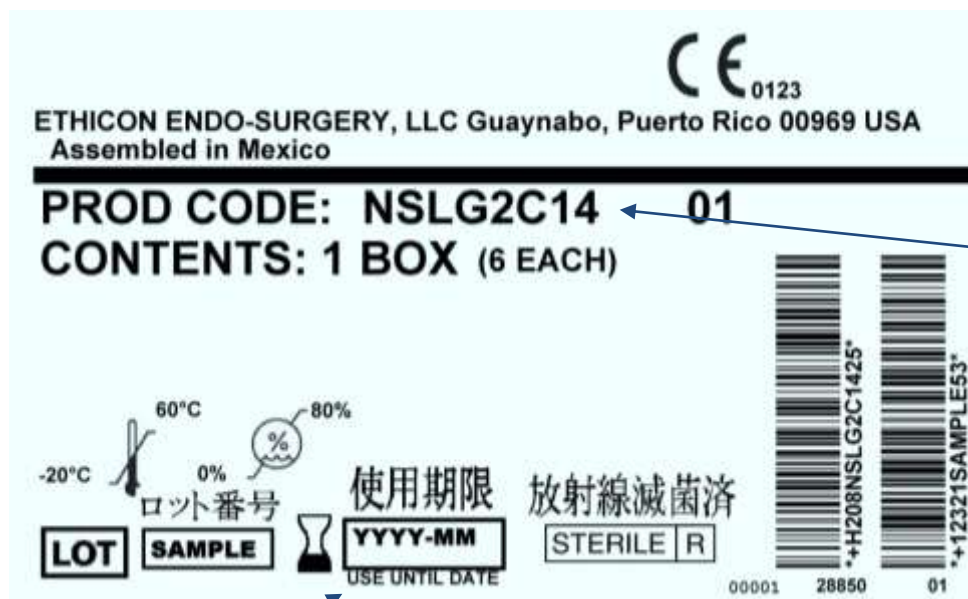 CE 0123
ETHICON ENDO-SURGERY, LLC Guaynabo, Puerto Rico 00969 USA
Assembled in Mexico
PROD CODE: NSLG2C14 01
CONTENTS: 1 BOX (6 EACH)
*+H208NSLG2C1425*
*+12321SAMPLE53*
60°C
80%
%
-20°C
0%
ロット番号
使用期限
放射線滅菌済
LOT
SAMPLE
YYYY-MM
STERILE R
USE UNTIL DATE
00001 28850 01